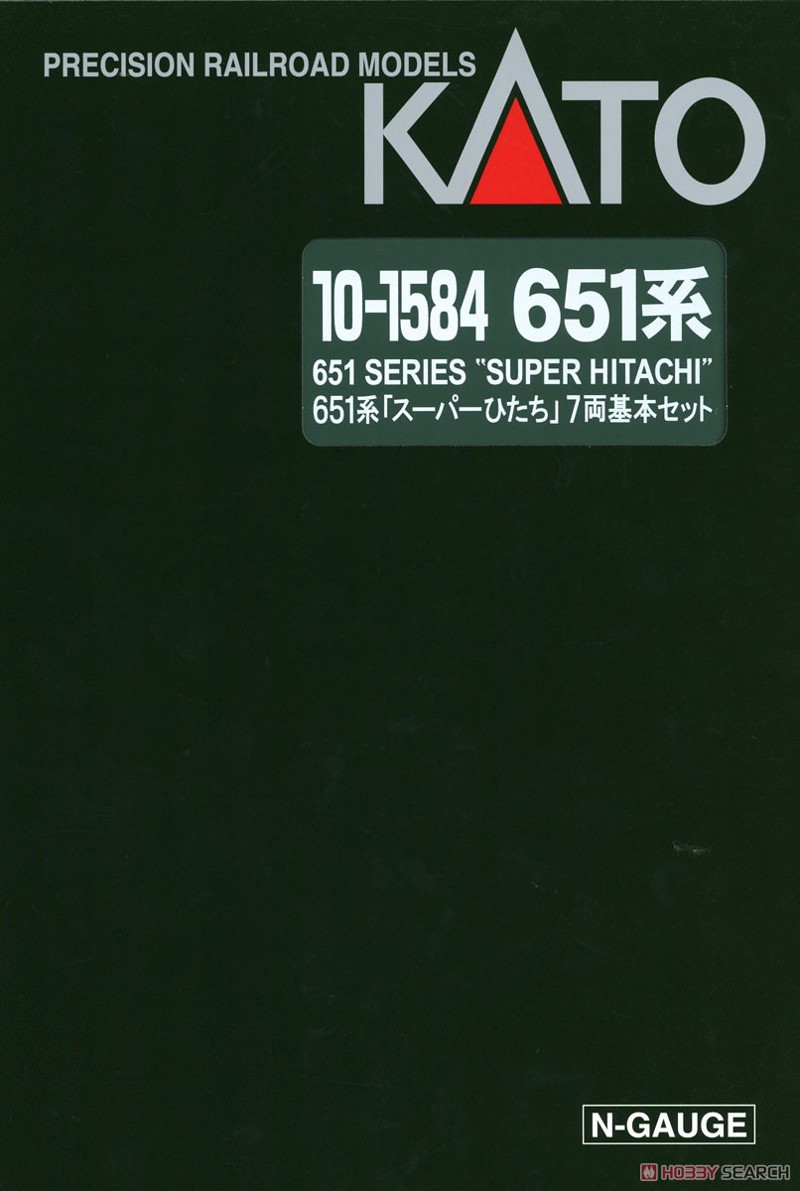 PRECISION RAILROAD MODELS
KATO
10-1584 651系
651 SERIES “SUPER HITACHI”
651系「スーパーひたち」7両基本セット
N-GAUGE
HOBBY SEARCH